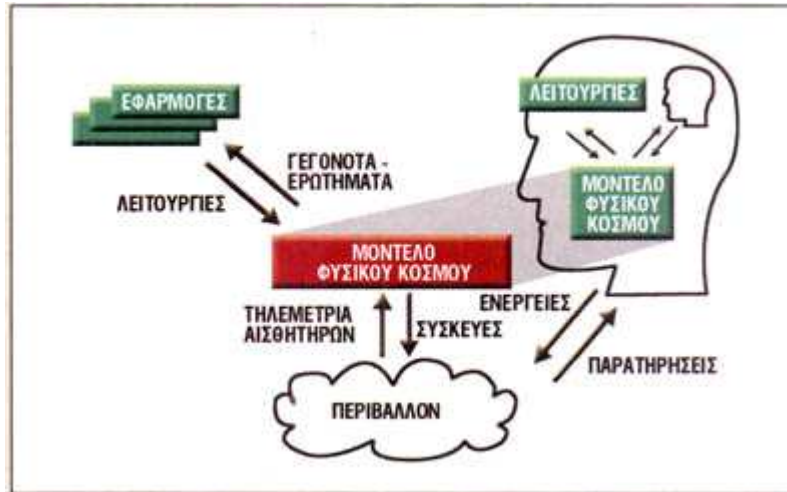 ΕΦΑΡΜΟΓΕΣ
ΛΕΙΤΟΥΡΓΙΕΣ
ΓΕΓΟΝΟΤΑ -
ΕΡΩΤΗΜΑΤΑ
ΛΕΙΤΟΥΡΓΙΕΣ
ΜΟΝΤΕΛΟ
ΦΥΣΙΚΟΥ
ΚΟΣΜΟΥ
ΜΟΝΤΕΛΟ
ΦΥΣΙΚΟΥ ΚΟΣΜΟΥ
ΤΗΛΕΜΕΤΡΙΑ
ΑΙΣΘΗΤΗΡΩΝ
ΣΥΣΚΕΥΕΣ
ΕΝΕΡΓΕΙΕΣ
ΠΑΡΑΤΗΡΗΣΕΙΣ
ΠΕΡΙΒΑΛΛΟΝ